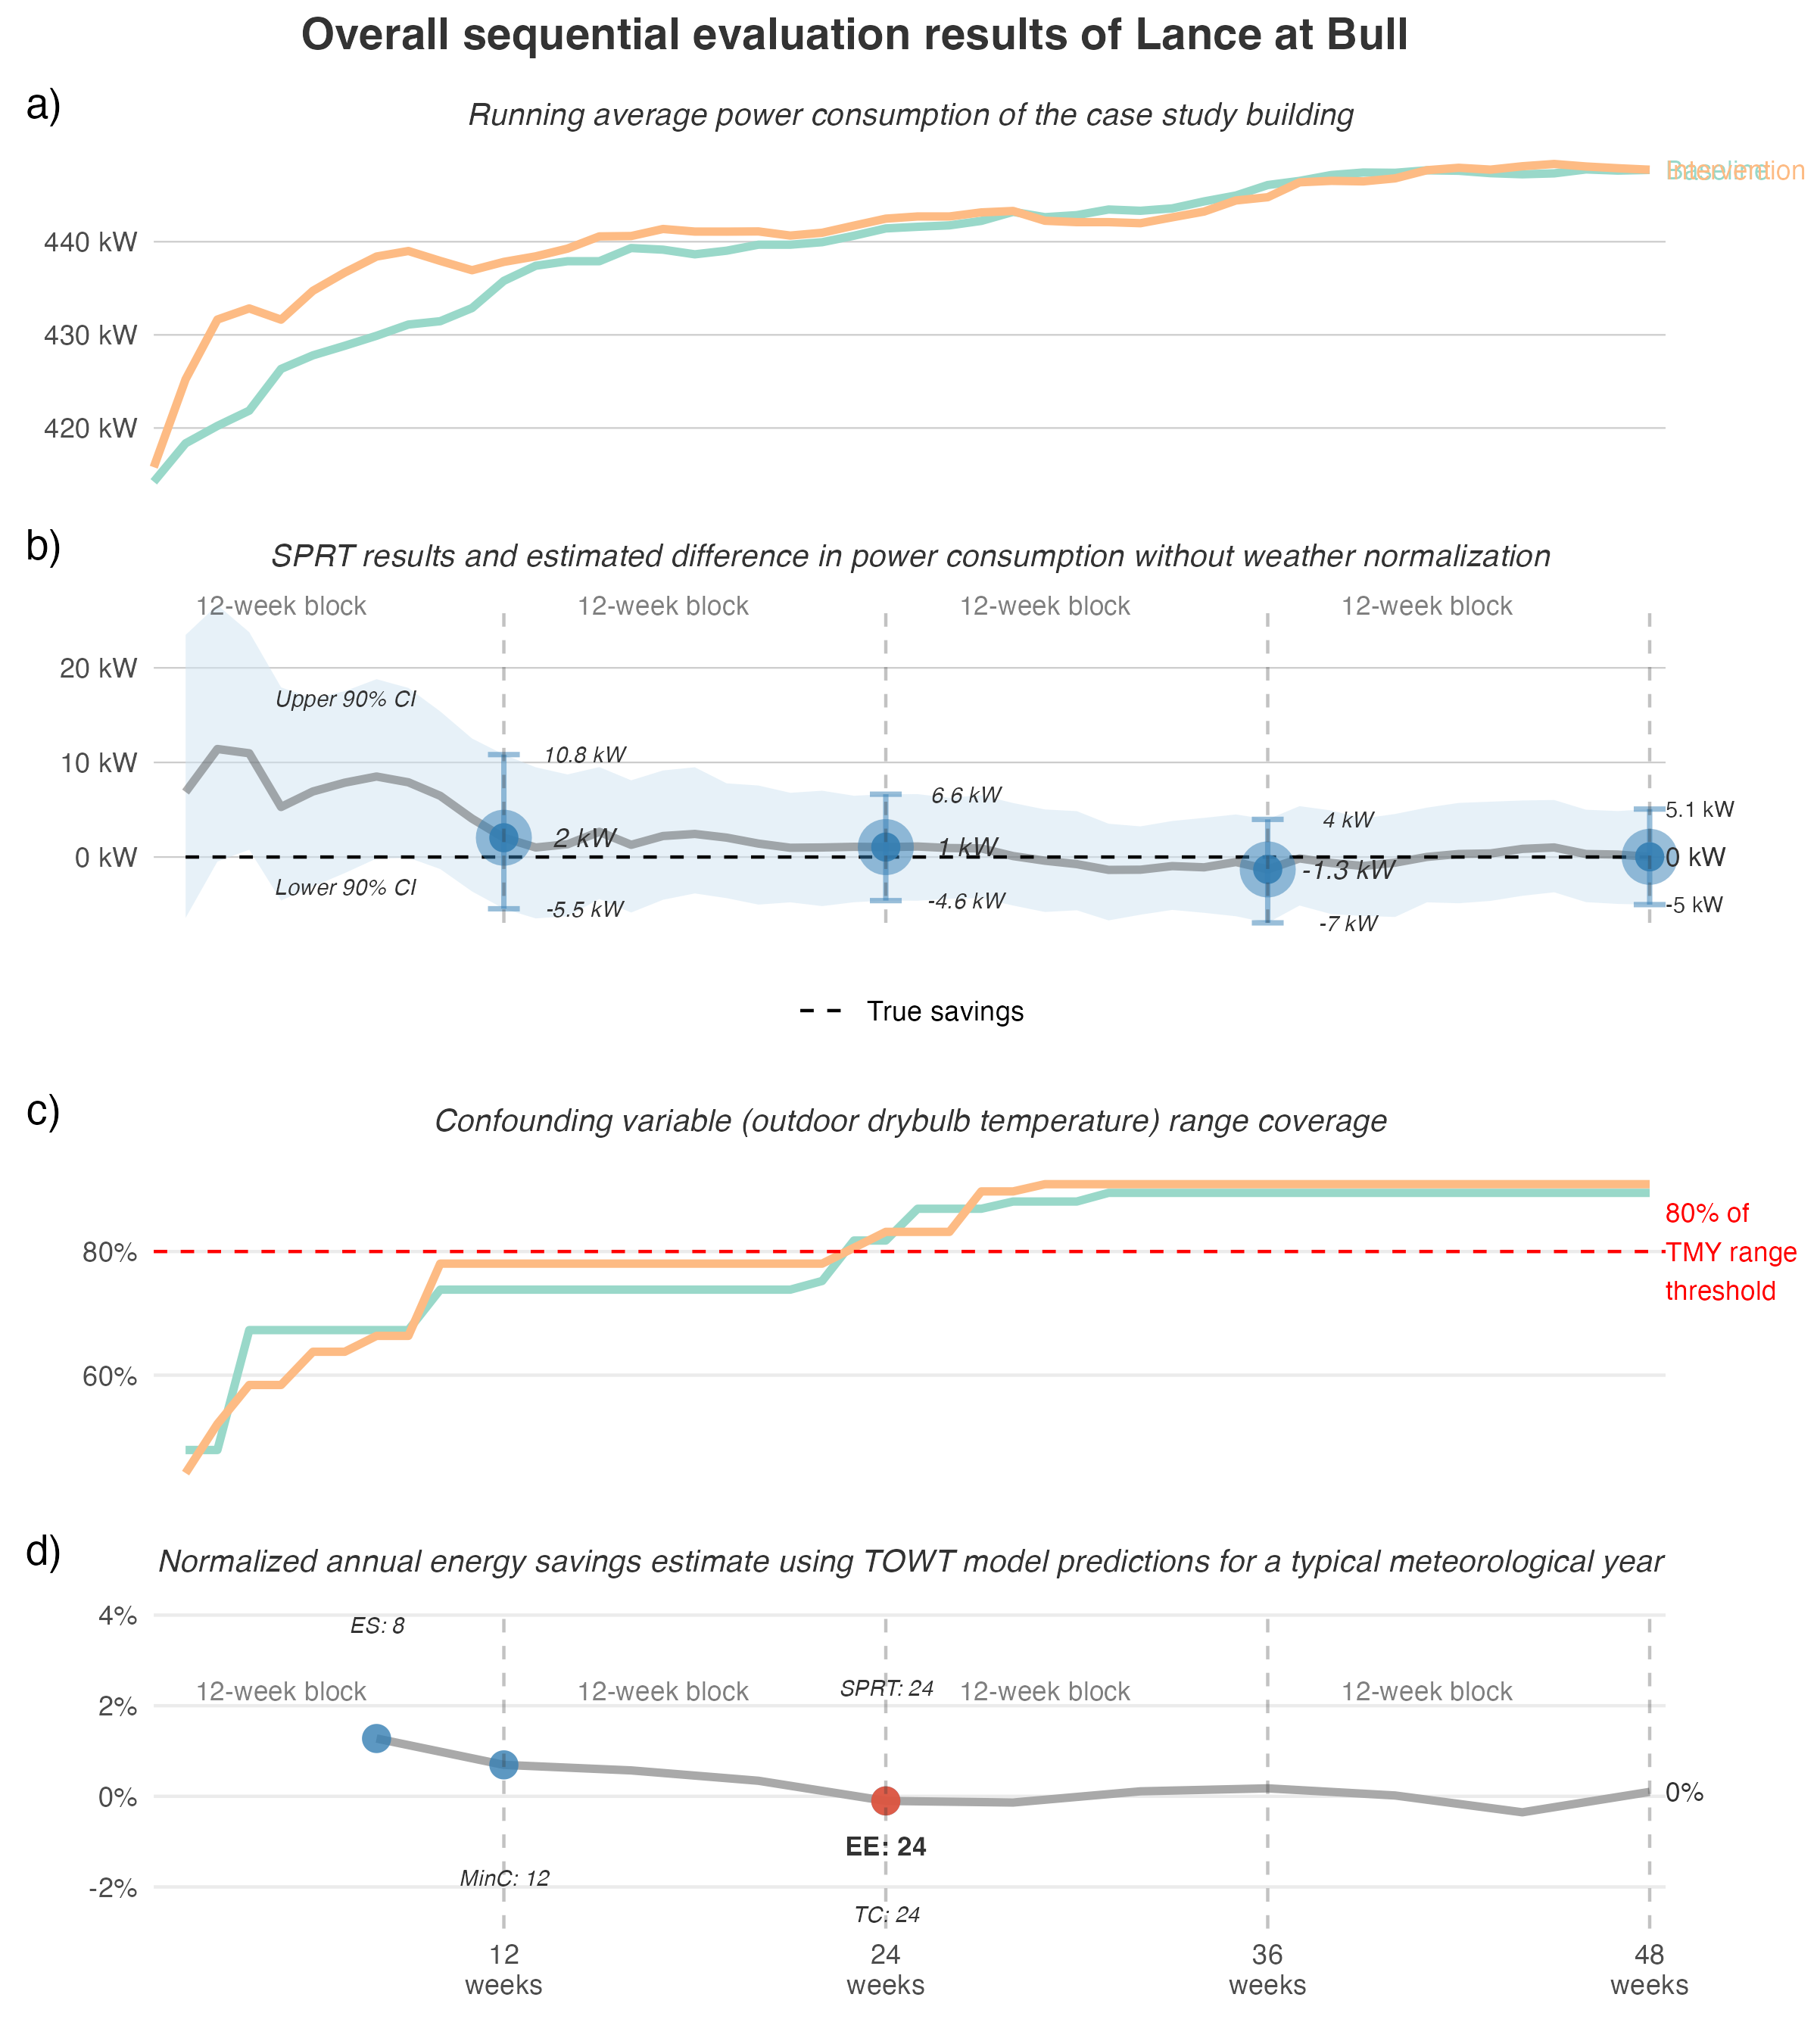 Overall sequential evaluation results of Lance at Bull
a)
Running average power consumption of the case study building
Baseline
Intervention
440 kW
430 kW
420 kW
b)
SPRT results and estimated difference in power consumption without weather normalization
12-week block 12-week block 12-week block 12-week block
20 kW
Upper 90% CI
10 kW
10.8 kW
6.6 kW
4 kW
5.1 kW
0 kW
2 kW
1 kW
-1.3 kW
0 kW
Lower 90% CI
-5.5 kW
-4.6 kW
-7 kW
-5 kW
True savings
c)
Confounding variable (outdoor drybulb temperature) range coverage
80% of
TMY range
threshold
80%
60%
d)
Normalized annual energy savings estimate using TOWT model predictions for a typical meteorological year
4%
ES: 8
SPRT: 24
12-week block 12-week block 12-week block 12-week block
2%
0%
0%
EE: 24
MinC: 12
-2%
TC: 24
12 24 36 48
weeks weeks weeks weeks